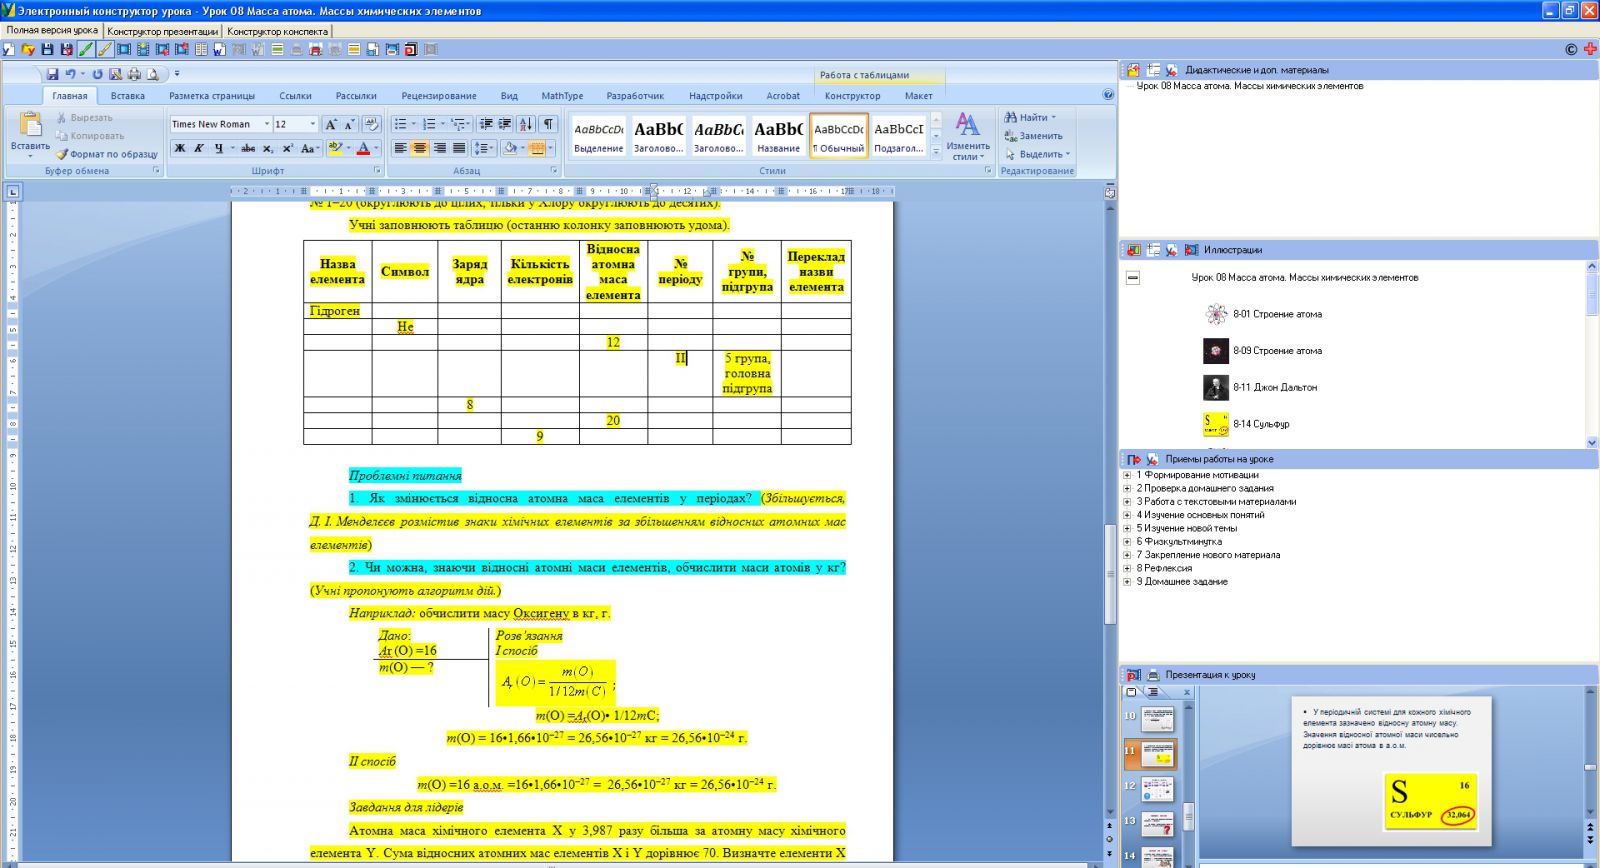 Электронный конструктор урока - Урок 08 Масса атома. Массы химических элементов
Полная версия урока Конструктор презентации Конструктор конспекта
Работа с таблицами
Главная Вставка Разметка страницы Ссылки Рассылки Рецензирование Вид MathType Разработчик Надстройки Acrobat Конструктор Макет
Вставить
Вырезать
Копировать
Формат по образцу
Буфер обмена
Times New Roman 12
Ж К Ч abc x₂ x² Aa
Шрифт
Абзац
AaBbCcDc AaBbC AaBbC AaBbC AaBbCcDc AaBbCcI
Выделение Заголово... Заголово... Название ¶ Обычный Подзагол...
Изменить стили
Стили
Найти
Заменить
Выделить
Редактирование
№ 1–20 (округлюють до цілих, тільки у Хлору округлюють до десятих).
Учні заповнюють таблицю (останню колонку заповнюють удома).
Назва елемента Символ Заряд ядра Кількість електронів Відносна атомна маса елемента № періоду № групи, підгрупа Переклад назви елемента
Гідроген
Не
12
ІІ 5 група, головна підгрупа
8
20
9
Проблемні питання
1. Як змінюється відносна атомна маса елементів у періодах? (Збільшується,
Д. І. Менделєєв розмістив знаки хімічних елементів за збільшенням відносних атомних мас
елементів)
2. Чи можна, знаючи відносні атомні маси елементів, обчислити маси атомів у кг?
(Учні пропонують алгоритм дій.)
Наприклад: обчислити масу Оксигену в кг, г.
Дано: Розв'язання
Ar (O) =16 І спосіб
m(O) — ?
Aᵣ (O) = m(O) / 1/12m(C) ;
m(O) =Ar(O)• 1/12mC;
m(O) = 16•1,66•10⁻²⁷ = 26,56•10⁻²⁷ кг = 26,56•10⁻²⁴ г.
ІІ спосіб
m(O) =16 а.о.м. =16•1,66•10⁻²⁷ = 26,56•10⁻²⁷ кг = 26,56•10⁻²⁴ г.
Завдання для лідерів
Атомна маса хімічного елемента X у 3,987 разу більша за атомну масу хімічного
елемента Y. Сума відносних атомних мас елементів X і Y дорівнює 70. Визначте елементи X
Дидактические и доп. материалы
Урок 08 Масса атома. Массы химических элементов
Иллюстрации
Урок 08 Масса атома. Массы химических элементов
8-01 Строение атома
8-09 Строение атома
8-11 Джон Дальтон
8-14 Сульфур
Приемы работы на уроке
1 Формирование мотивации
2 Проверка домашнего задания
3 Работа с текстовыми материалами
4 Изучение основных понятий
5 Изучение новой темы
6 Физкультминутка
7 Закрепление нового материала
8 Рефлексия
9 Домашнее задание
Презентация к уроку
10
11
12
13
14
• У періодичній системі для кожного хімічного
елемента зазначено відносну атомну масу.
Значення відносної атомної маси чисельно
дорівнює масі атома в а.о.м.
S 16
СУЛЬФУР 32,064